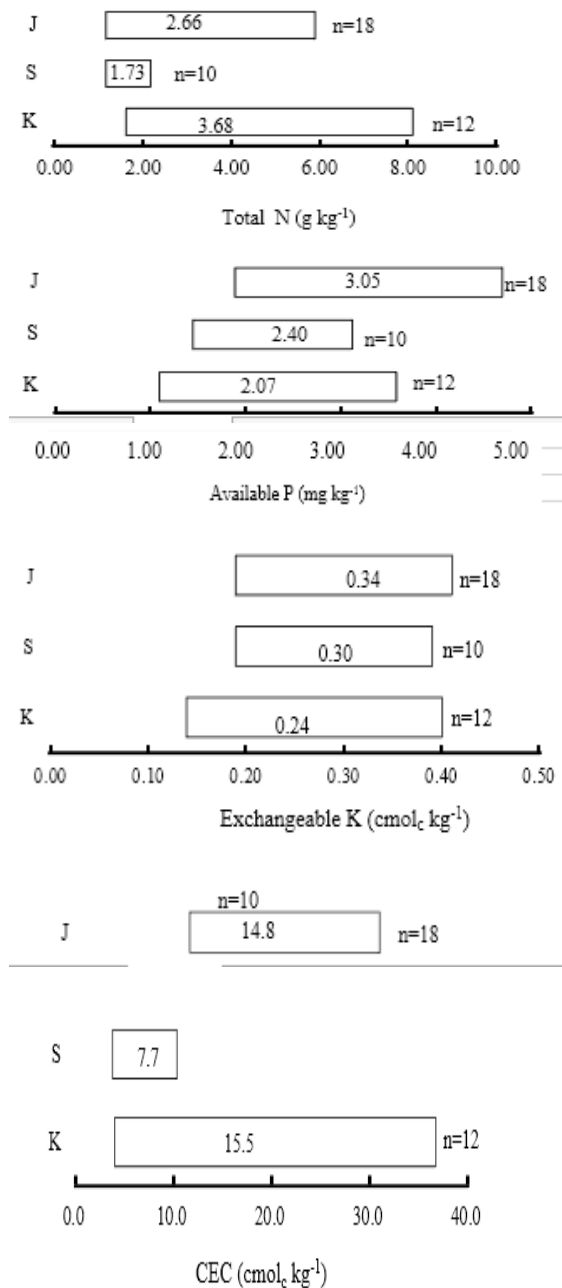 J 2.66 n=18
S 1.73 n=10
K 3.68 n=12
0.00 2.00 4.00 6.00 8.00 10.00
Total N (g kg⁻¹)
J 3.05 n=18
S 2.40 n=10
K 2.07 n=12
0.00 1.00 2.00 3.00 4.00 5.00
Available P (mg kg⁻¹)
J 0.34 n=18
S 0.30 n=10
K 0.24 n=12
0.00 0.10 0.20 0.30 0.40 0.50
Exchangeable K (cmol_c kg⁻¹)
n=10
J 14.8 n=18
S 7.7
K 15.5 n=12
0.0 10.0 20.0 30.0 40.0
CEC (cmol_c kg⁻¹)